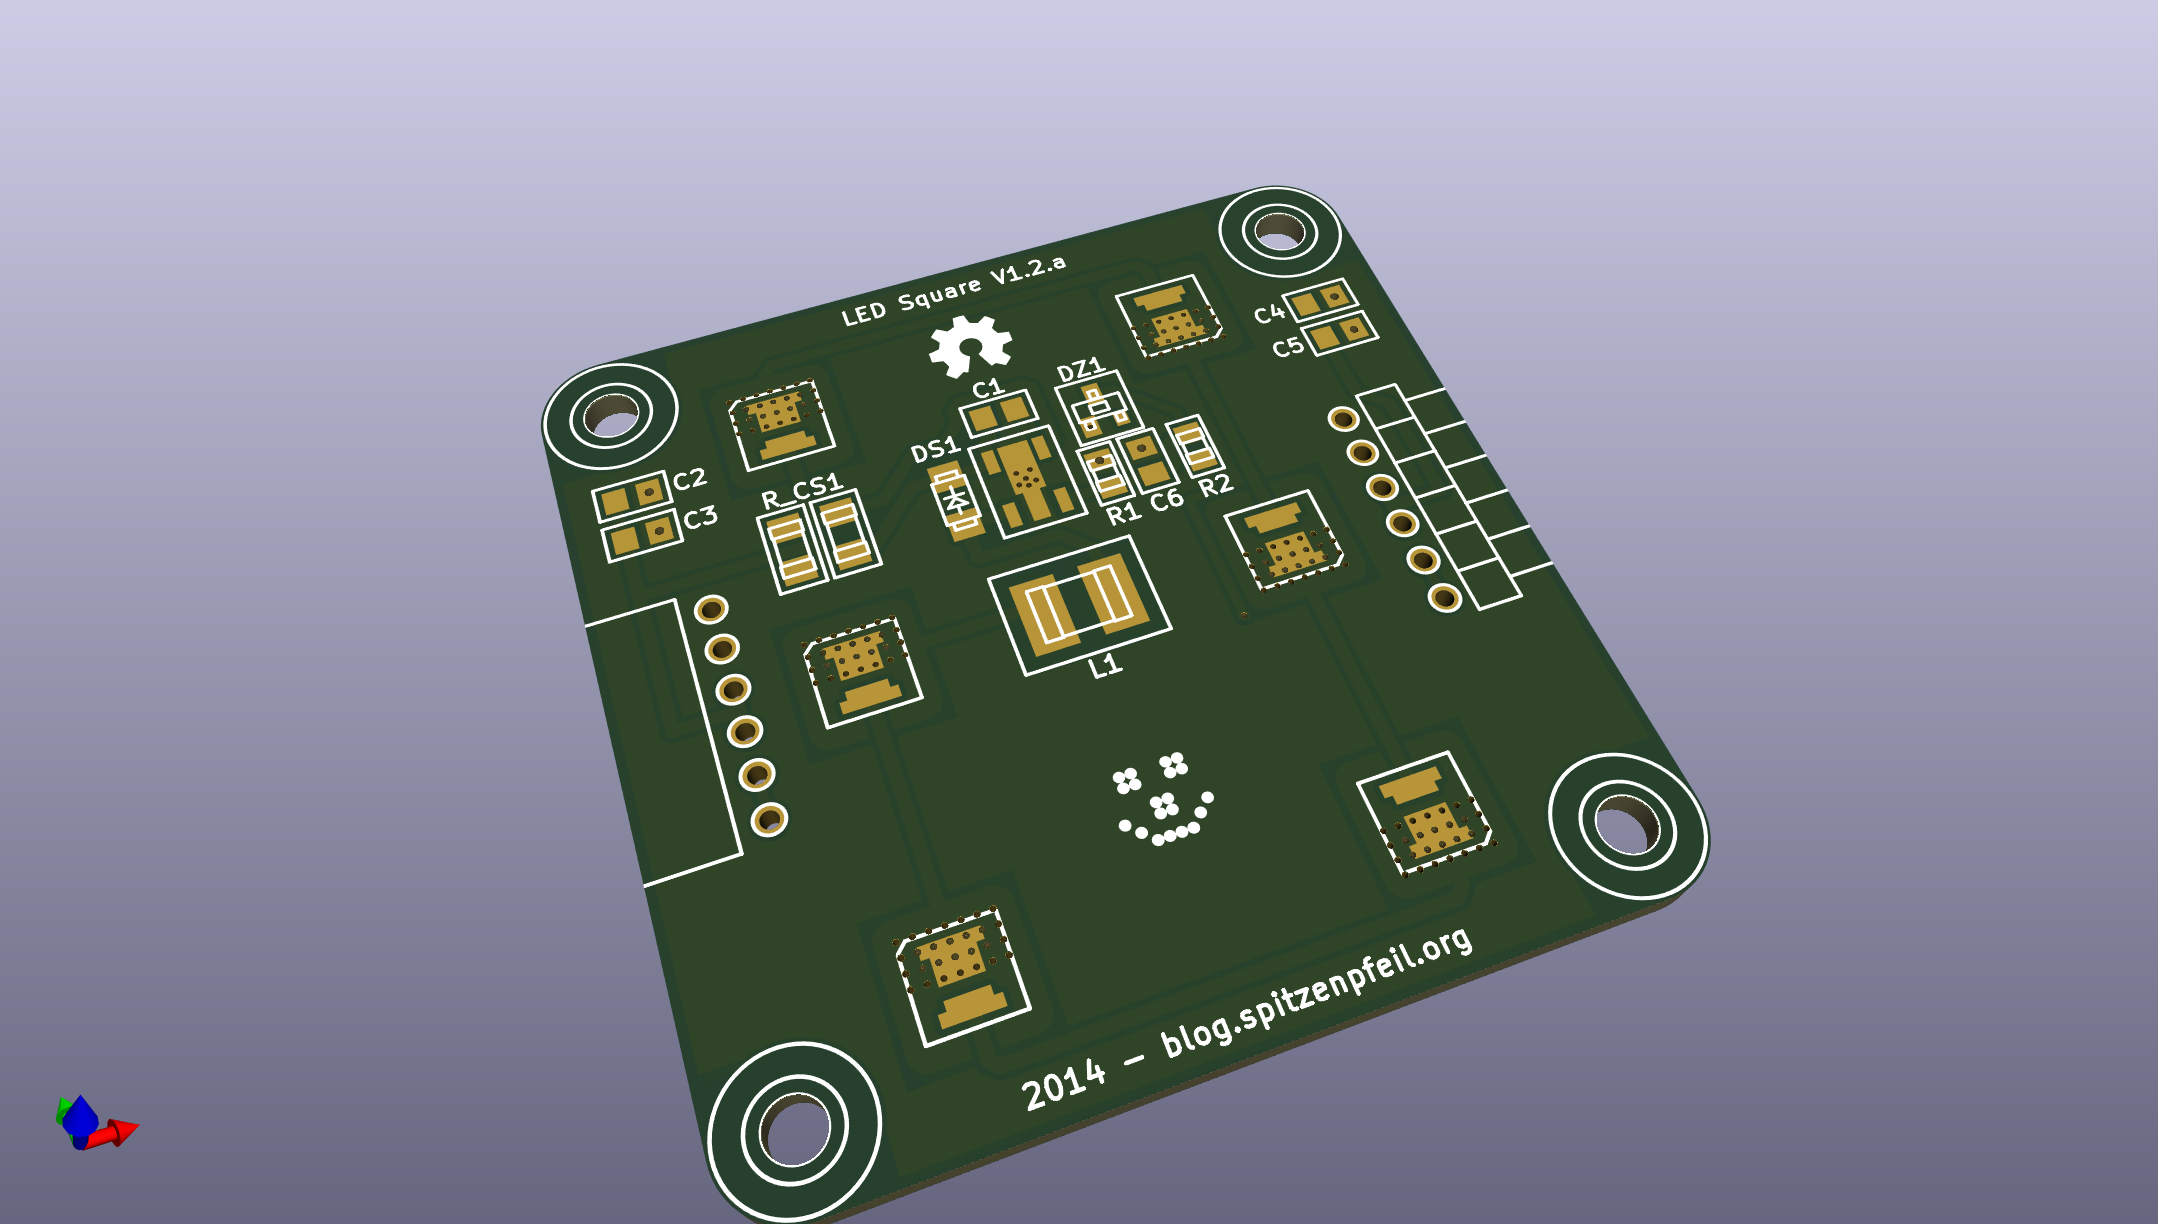 LED Square V1.2.a
C4
C5
DZ1
C1
DS1
C2
R_CS1
C3
R1 C6 R2
L1
2014 — blog.spitzenpfeil.org